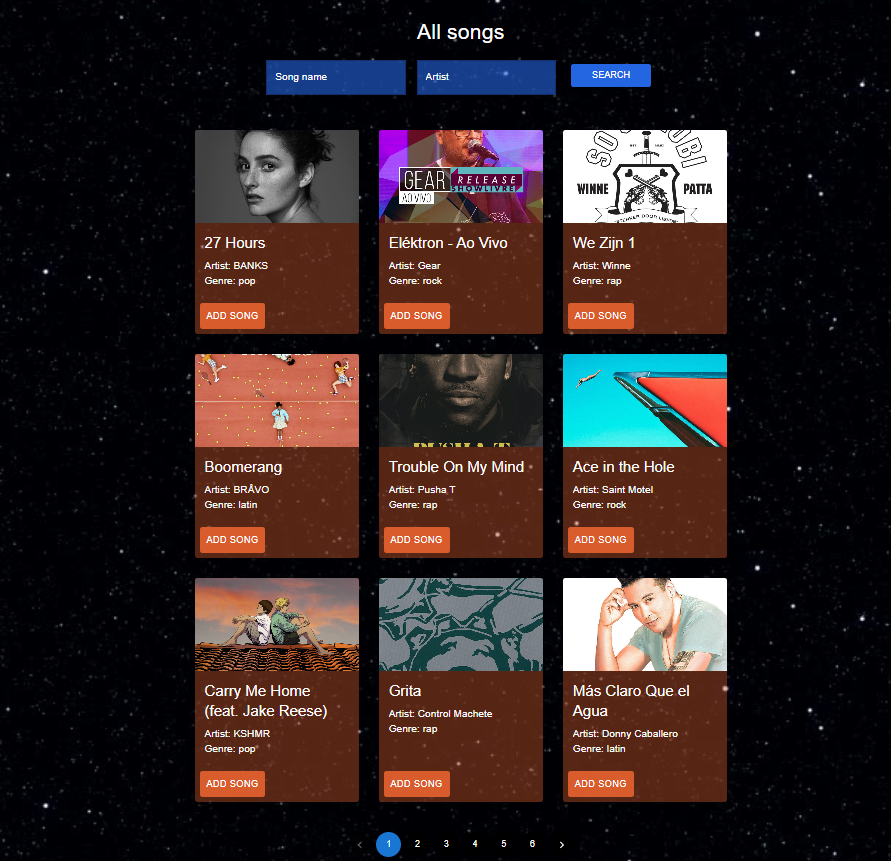 All songs
Song name
Artist
SEARCH
GEAR
RELEASE
SHOWLIVRE
AO VIVO
WINNE
PATTA
27 Hours
Artist: BANKS
Genre: pop
ADD SONG
Eléktron - Ao Vivo
Artist: Gear
Genre: rock
ADD SONG
We Zijn 1
Artist: Winne
Genre: rap
ADD SONG
PUSHA T
Boomerang
Artist: BRÅVO
Genre: latin
ADD SONG
Trouble On My Mind
Artist: Pusha T
Genre: rap
ADD SONG
Ace in the Hole
Artist: Saint Motel
Genre: rock
ADD SONG
Carry Me Home
(feat. Jake Reese)
Artist: KSHMR
Genre: pop
ADD SONG
Grita
Artist: Control Machete
Genre: rap
ADD SONG
Más Claro Que el
Agua
Artist: Donny Caballero
Genre: latin
ADD SONG
‹ 1 2 3 4 5 6 ›